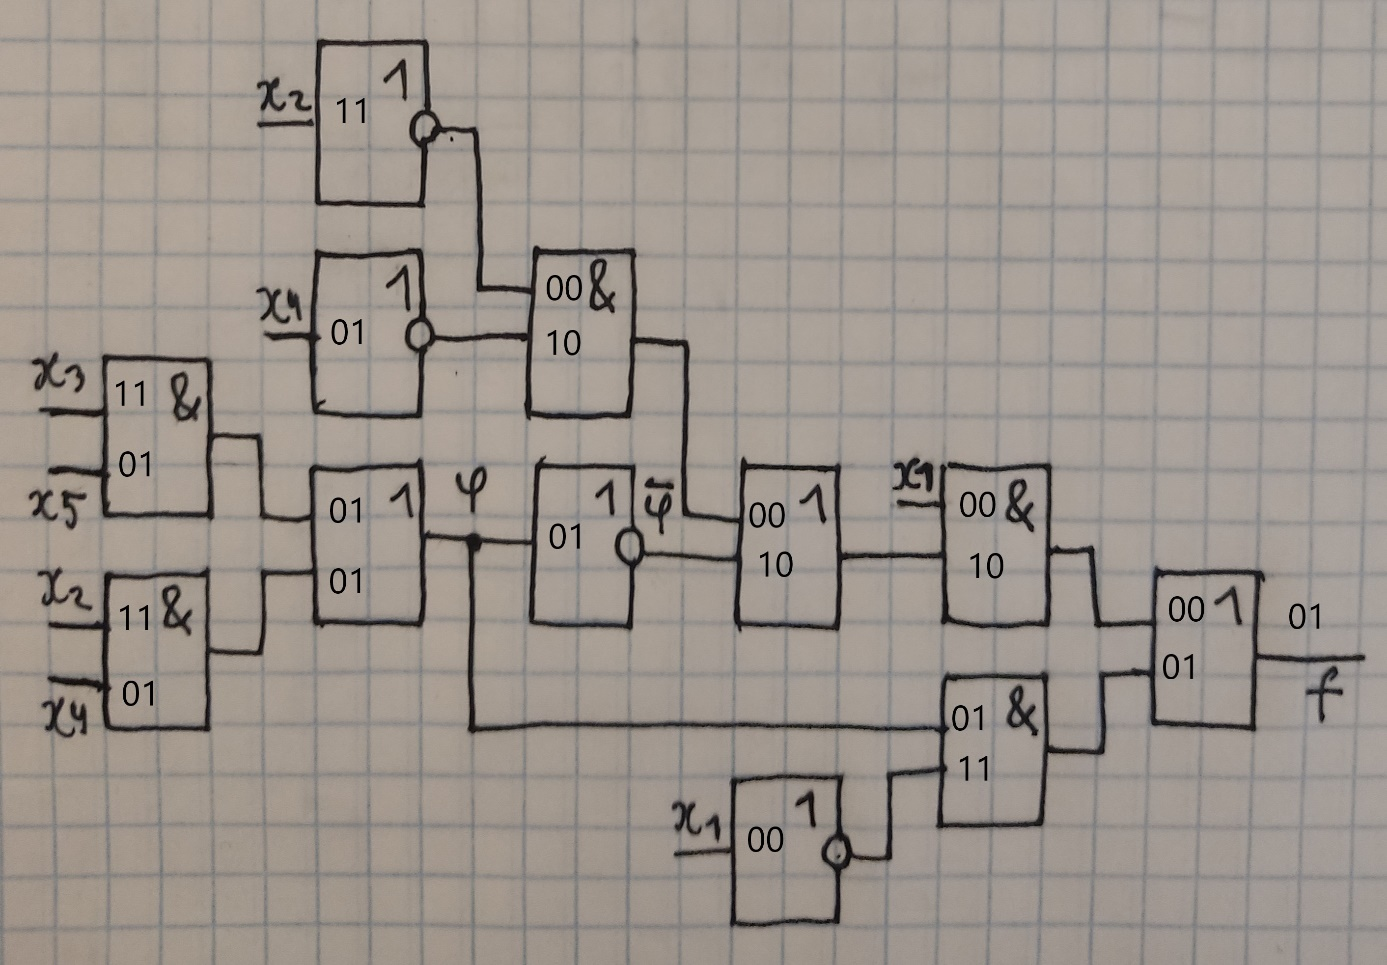 x2 11 1
x4 01 1
00 &
10
x3 11 &
x5 01
01 1
01
φ
01 1
φ̄
00 1
10
x1 00 &
10
x2 11 &
x4 01
00 1
01
01
f
01 &
11
x1 00 1